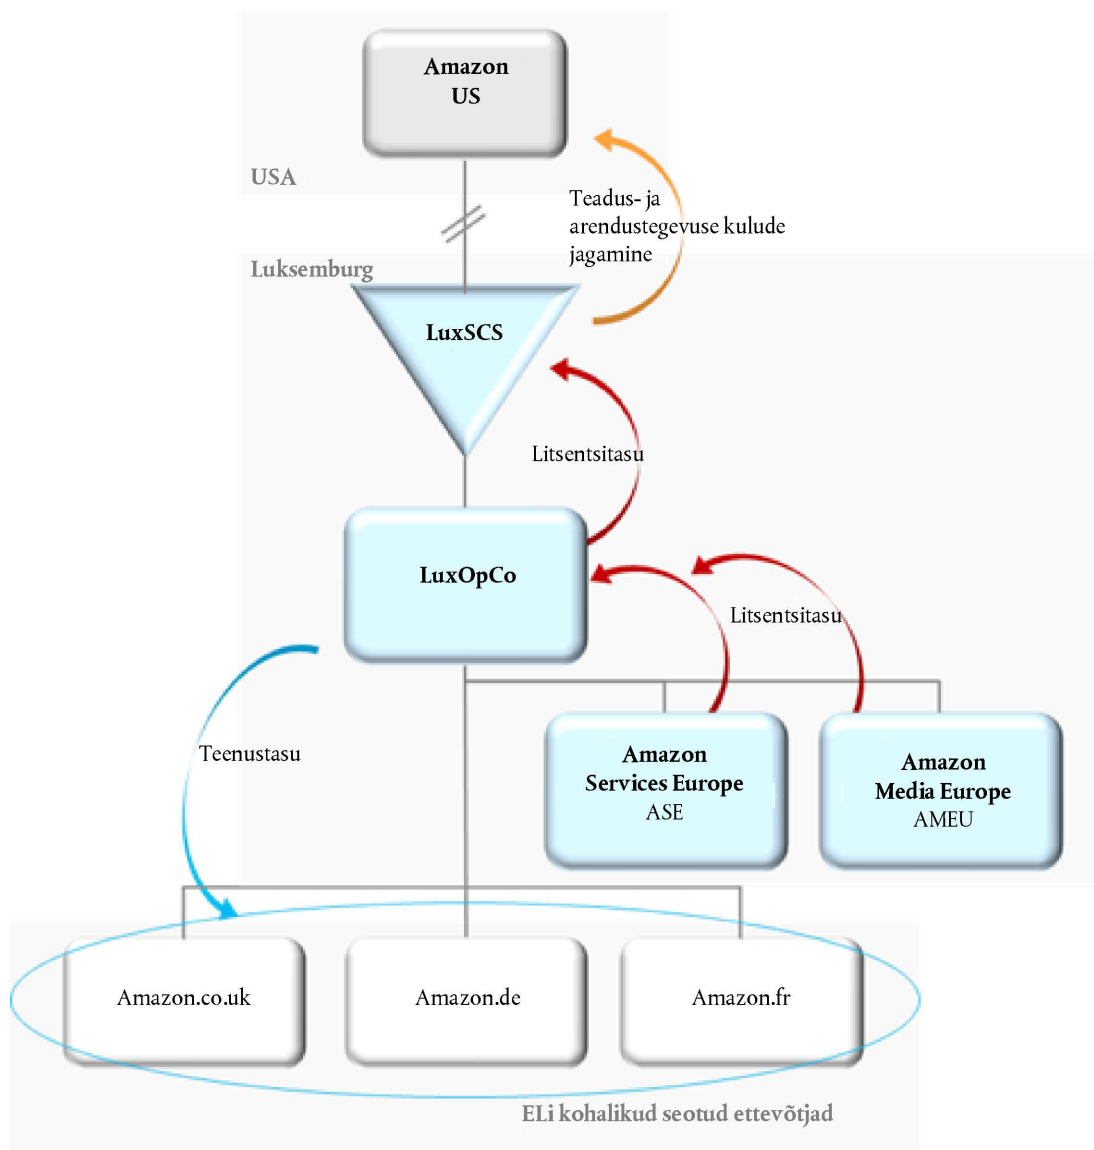 Amazon
US
USA
Teadus- ja
arendustegevuse kulude
jagamine
Luksemburg
LuxSCS
Litsentsitasu
LuxOpCo
Litsentsitasu
Teenustasu
Amazon
Services Europe
ASE
Amazon
Media Europe
AMEU
Amazon.co.uk
Amazon.de
Amazon.fr
ELi kohalikud seotud ettevõtjad